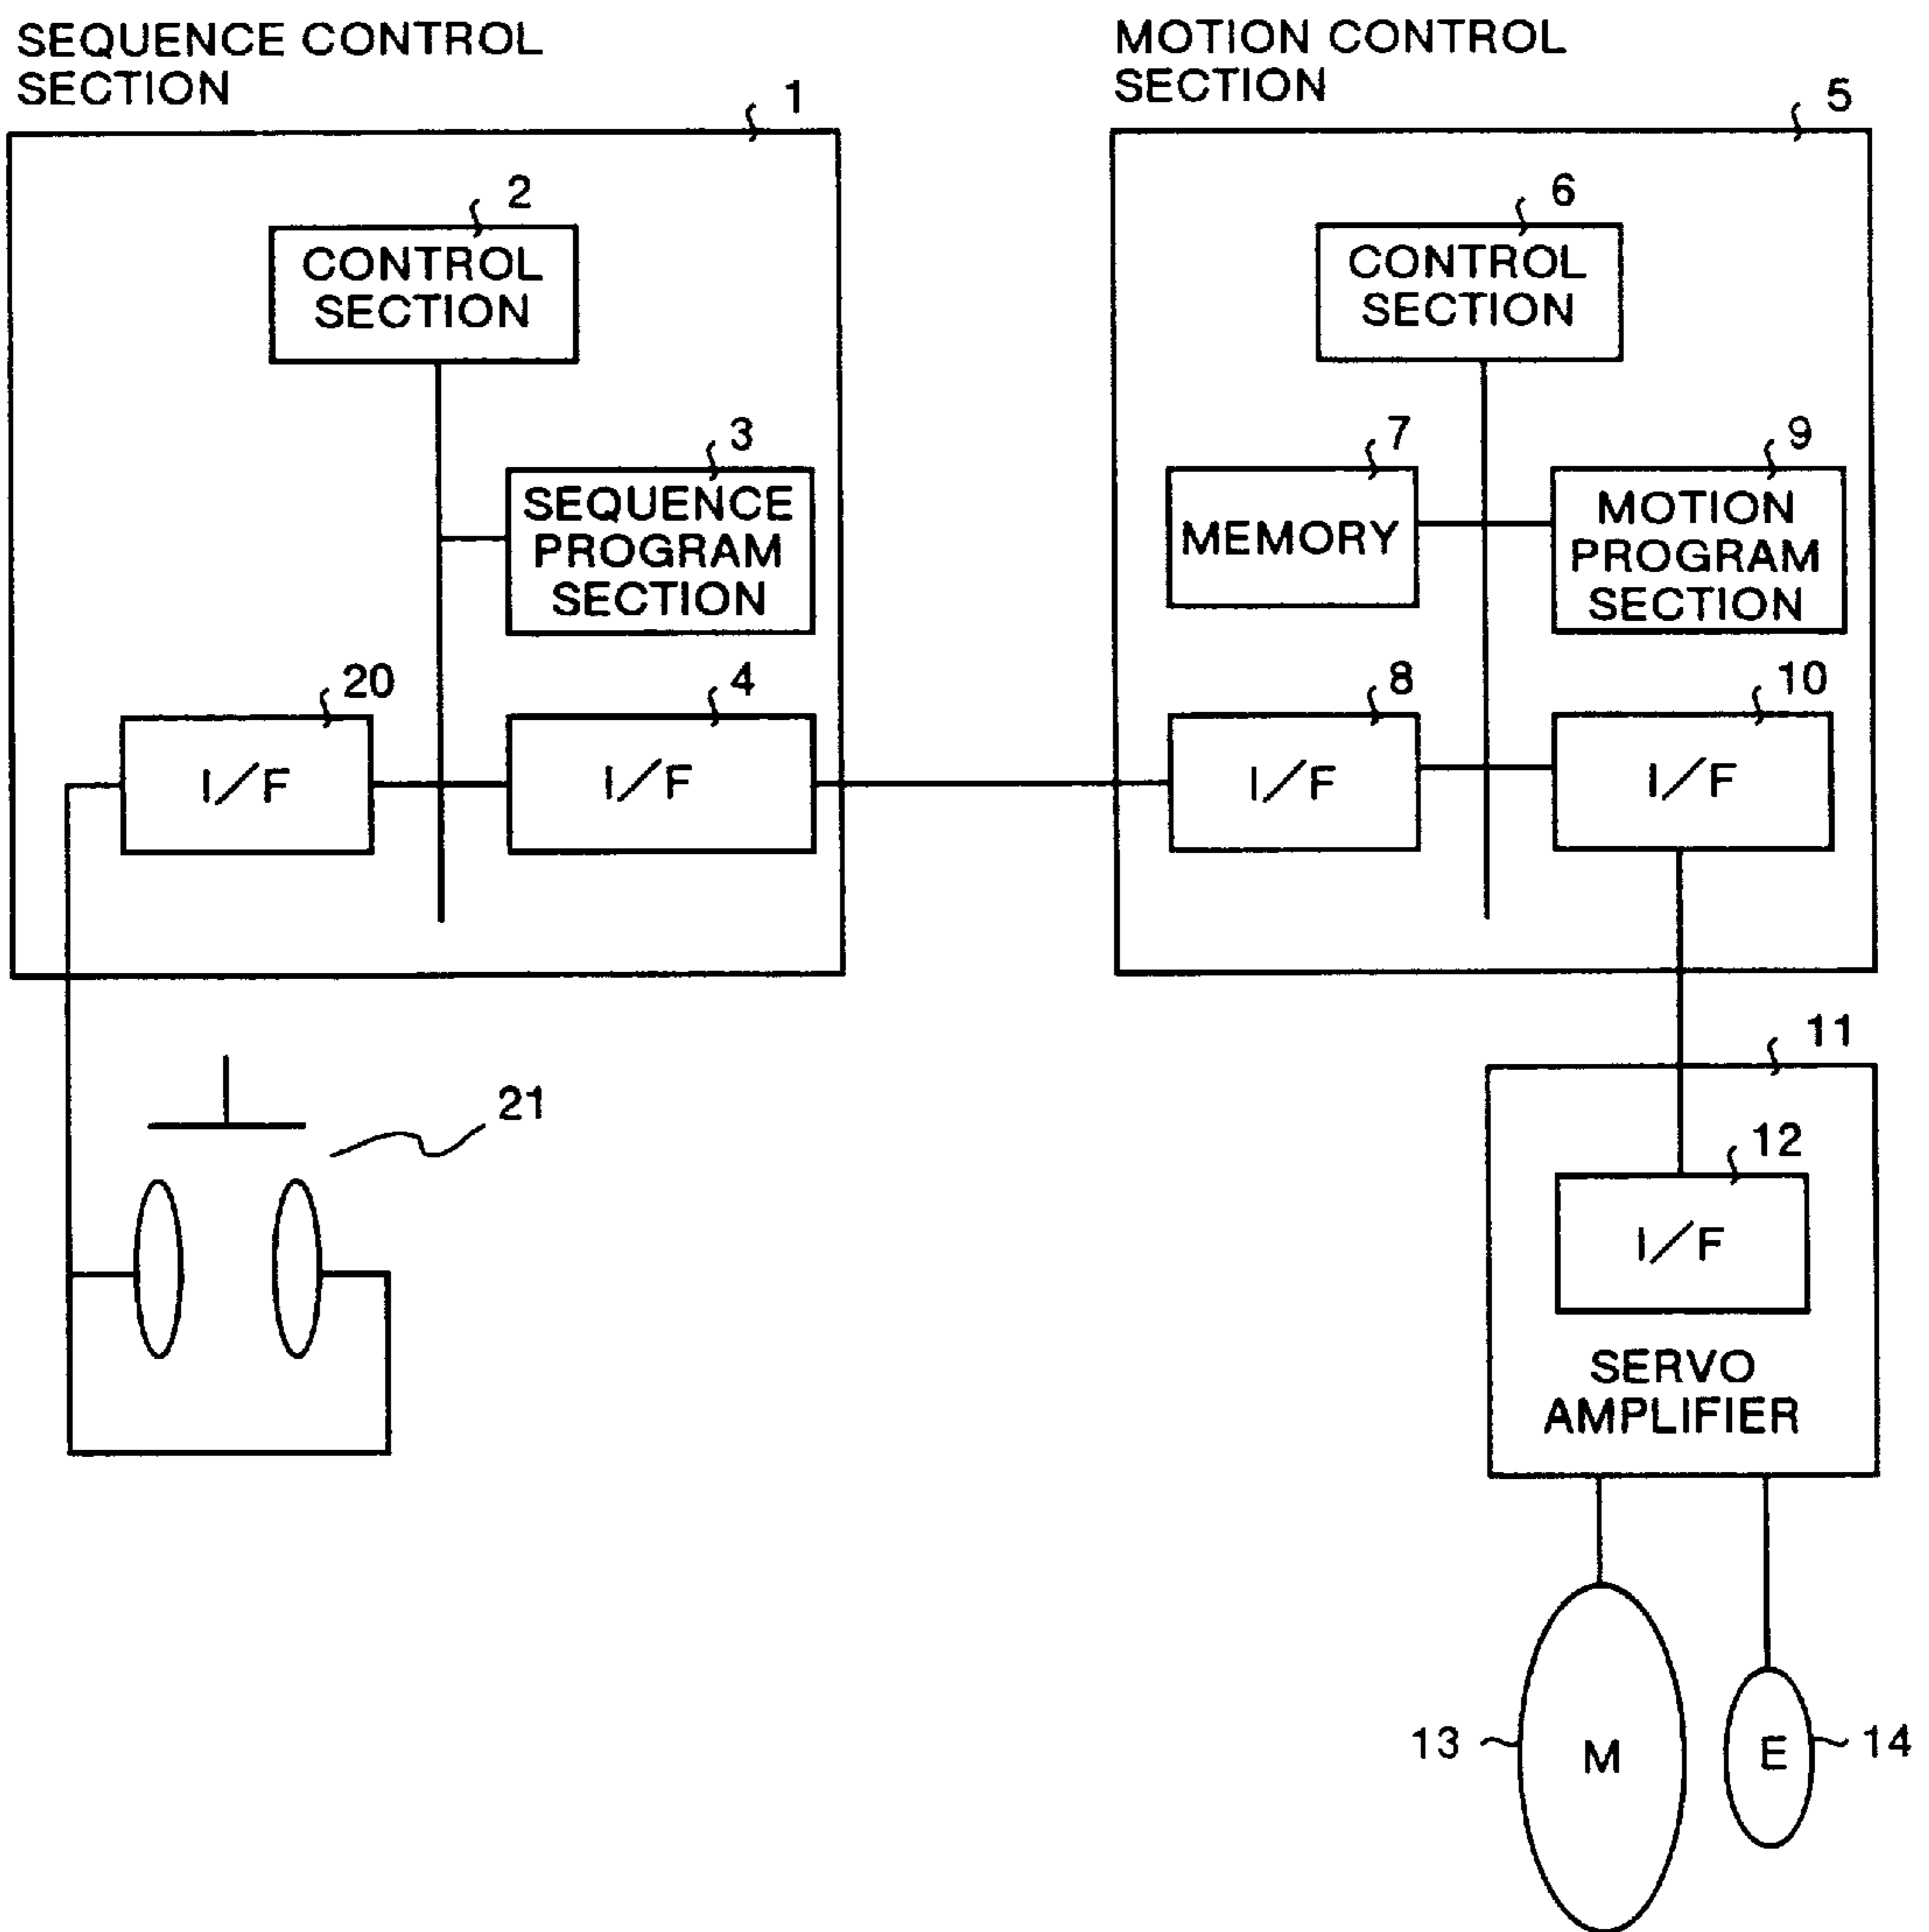 SEQUENCE CONTROL
SECTION
1
2
CONTROL
SECTION
3
SEQUENCE
PROGRAM
SECTION
20
I/F
4
I/F
21
MOTION CONTROL
SECTION
5
6
CONTROL
SECTION
7
MEMORY
9
MOTION
PROGRAM
SECTION
8
I/F
10
I/F
11
12
I/F
SERVO
AMPLIFIER
13
M
E
14